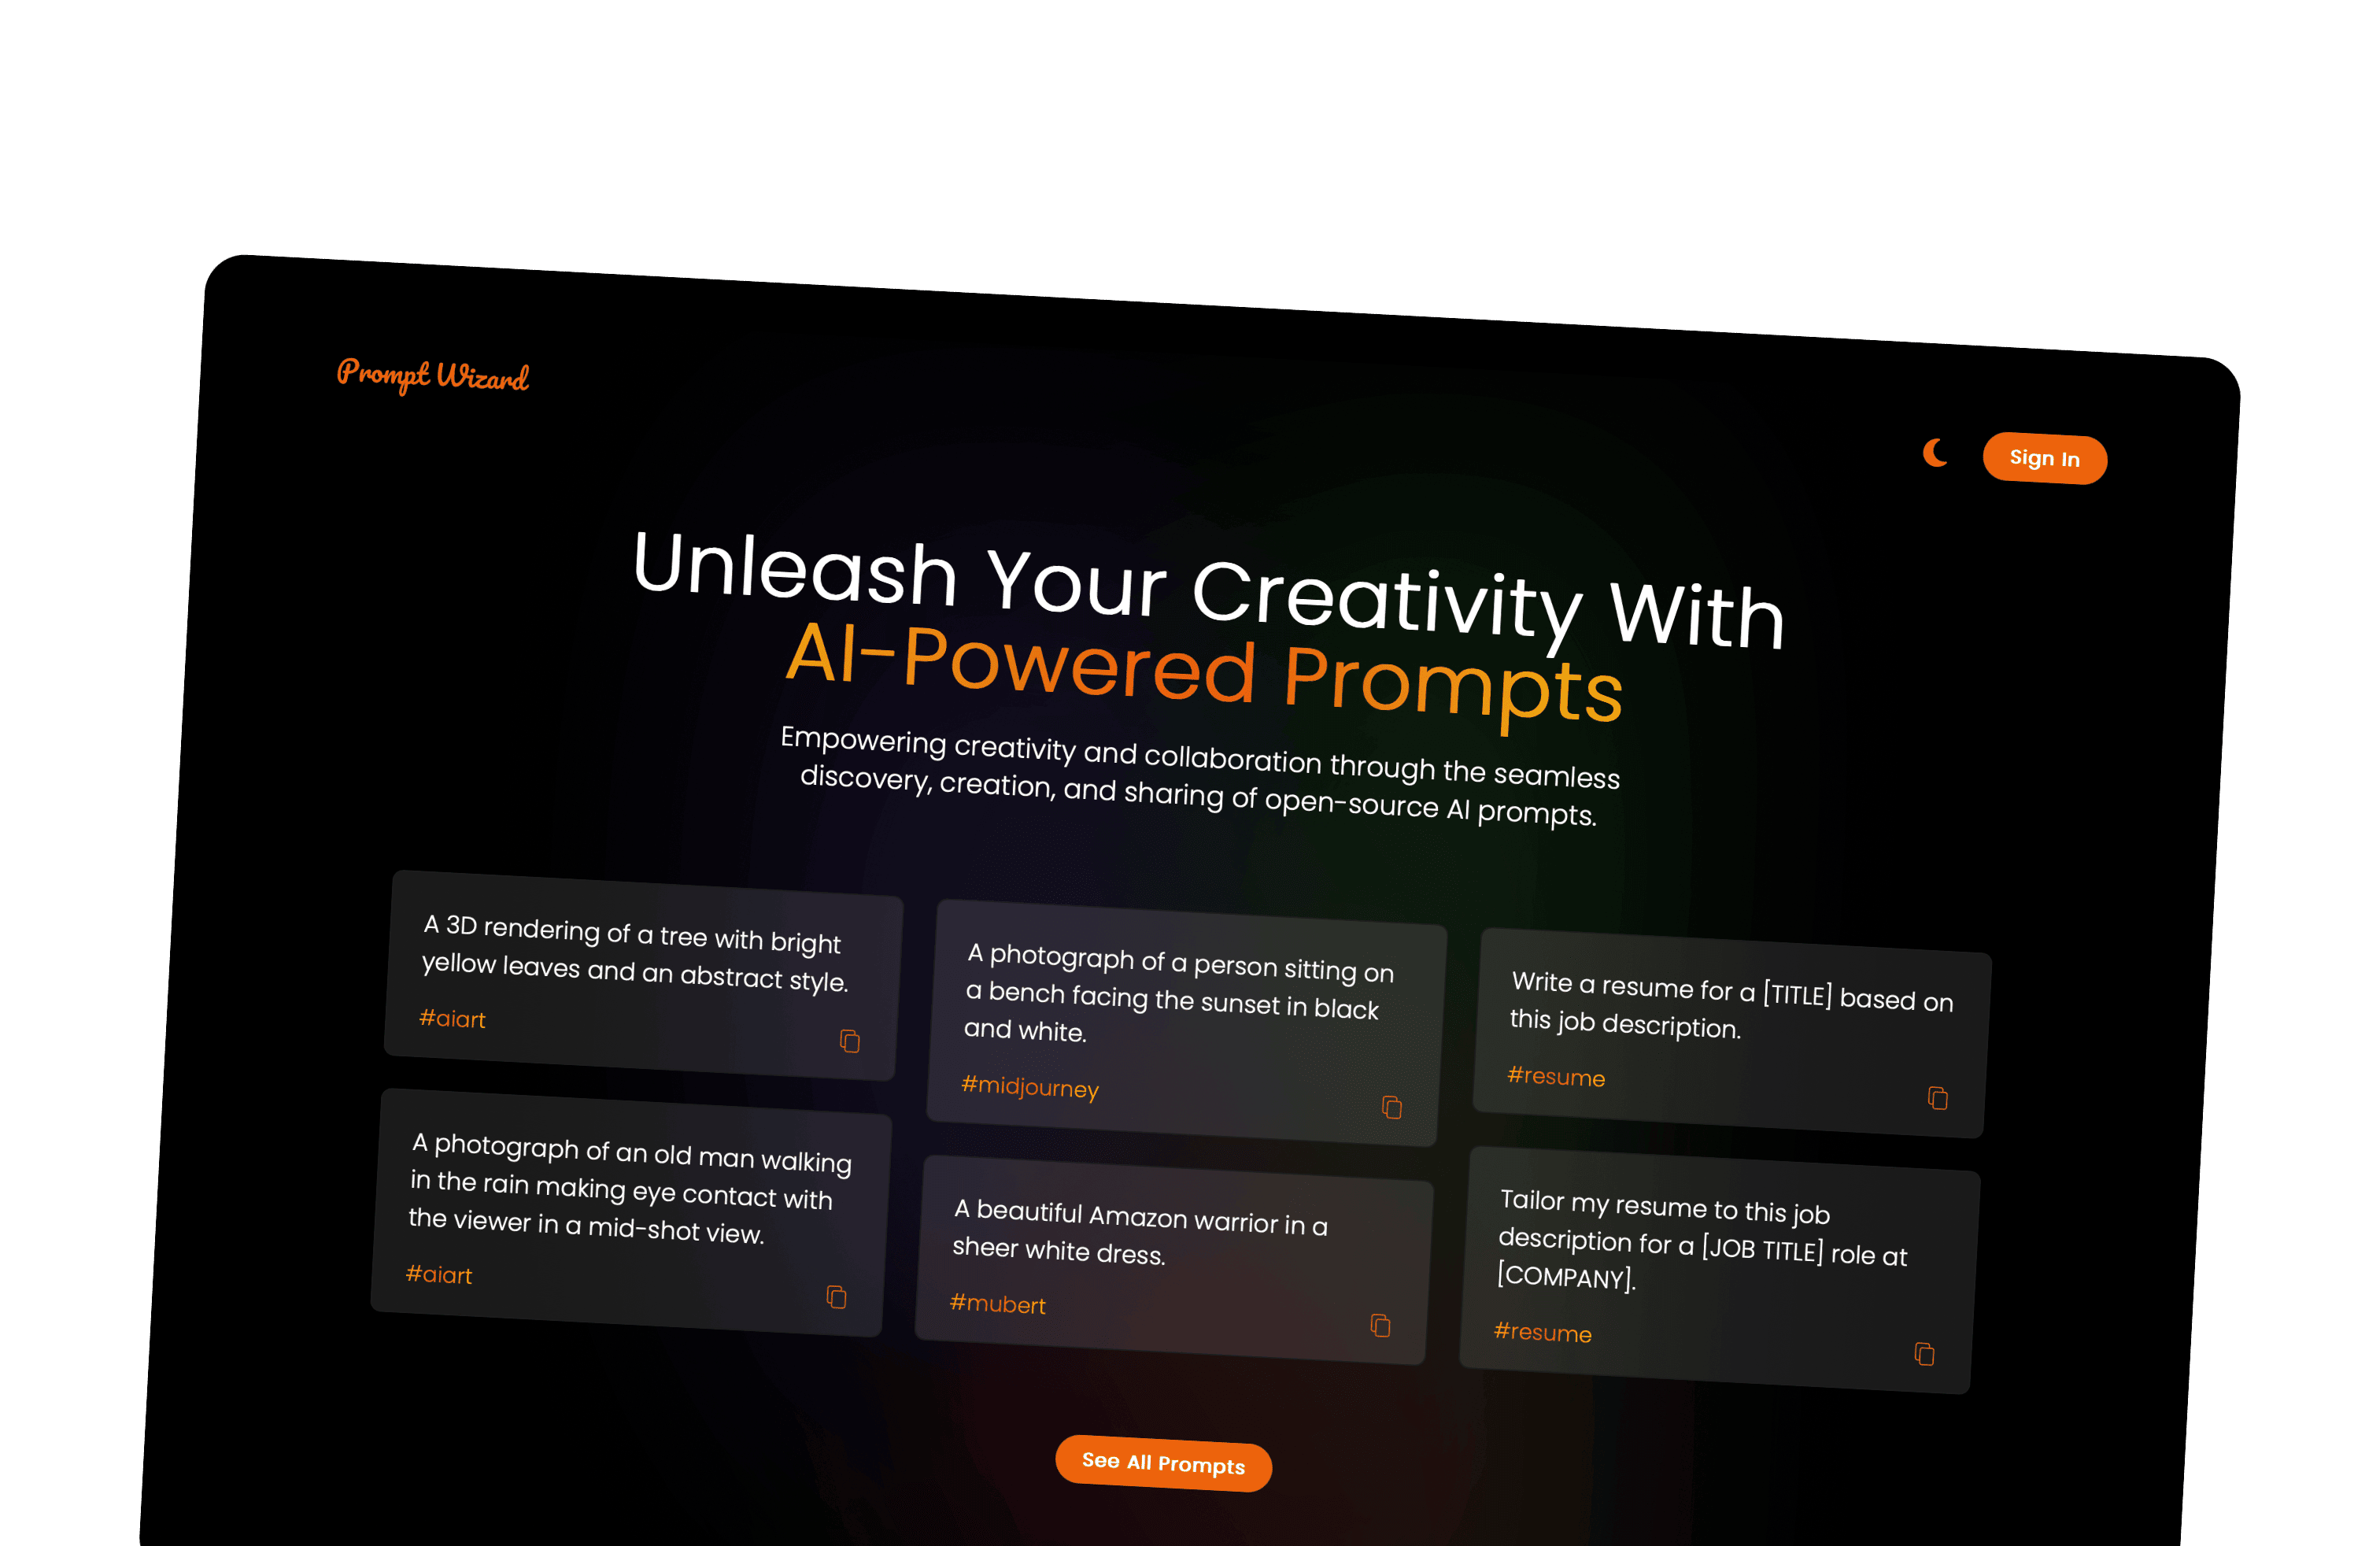 Prompt Wizard
Sign In
Unleash Your Creativity With
AI-Powered Prompts
Empowering creativity and collaboration through the seamless
discovery, creation, and sharing of open-source AI prompts.
A 3D rendering of a tree with bright
yellow leaves and an abstract style.
#aiart
A photograph of a person sitting on
a bench facing the sunset in black
and white.
#midjourney
Write a resume for a [TITLE] based on
this job description.
#resume
A photograph of an old man walking
in the rain making eye contact with
the viewer in a mid-shot view.
#aiart
A beautiful Amazon warrior in a
sheer white dress.
#mubert
Tailor my resume to this job
description for a [JOB TITLE] role at
[COMPANY].
#resume
See All Prompts